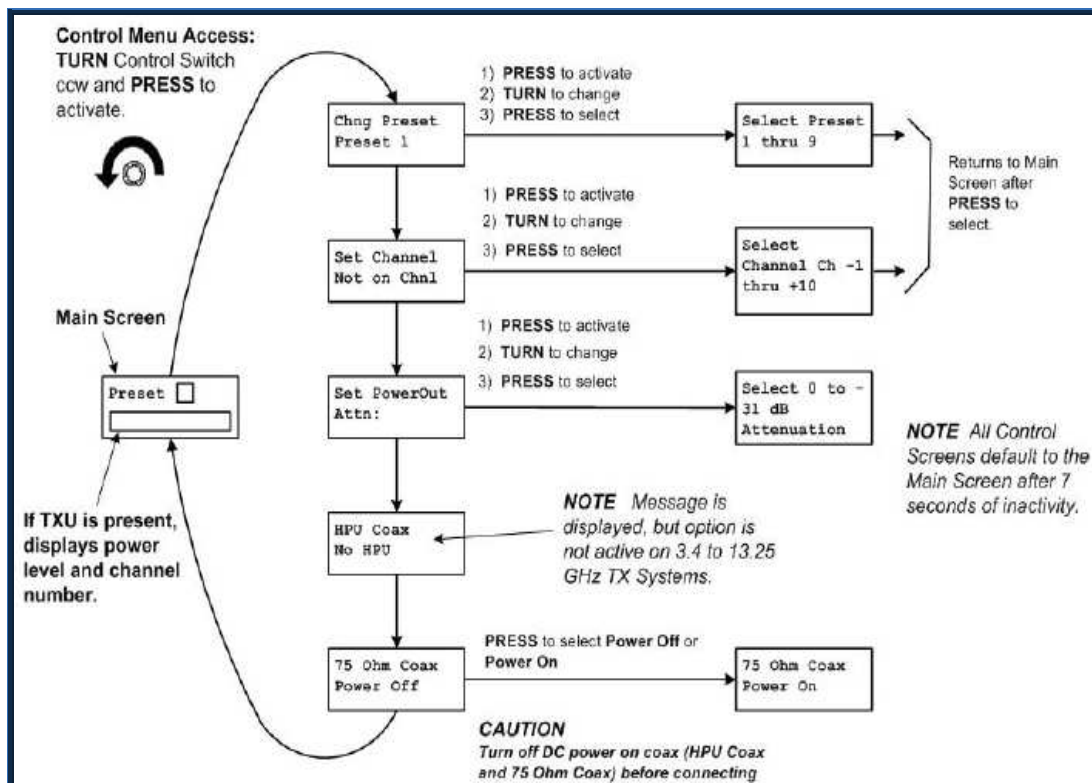 Control Menu Access:
TURN Control Switch
ccw and PRESS to
activate.
1) PRESS to activate
2) TURN to change
3) PRESS to select
Chng Preset
Preset 1
Select Preset
1 thru 9
Returns to Main
Screen after
PRESS to
select.
1) PRESS to activate
2) TURN to change
3) PRESS to select
Set Channel
Not on Chnl
Select
Channel Ch -1
thru +10
Main Screen
Preset
1) PRESS to activate
2) TURN to change
3) PRESS to select
Set PowerOut
Attn:
Select 0 to -
31 dB
Attenuation
NOTE All Control
Screens default to the
Main Screen after 7
seconds of inactivity.
If TXU is present,
displays power
level and channel
number.
HPU Coax
No HPU
NOTE Message is
displayed, but option is
not active on 3.4 to 13.25
GHz TX Systems.
75 Ohm Coax
Power Off
PRESS to select Power Off or
Power On
75 Ohm Coax
Power On
CAUTION
Turn off DC power on coax (HPU Coax
and 75 Ohm Coax) before connecting